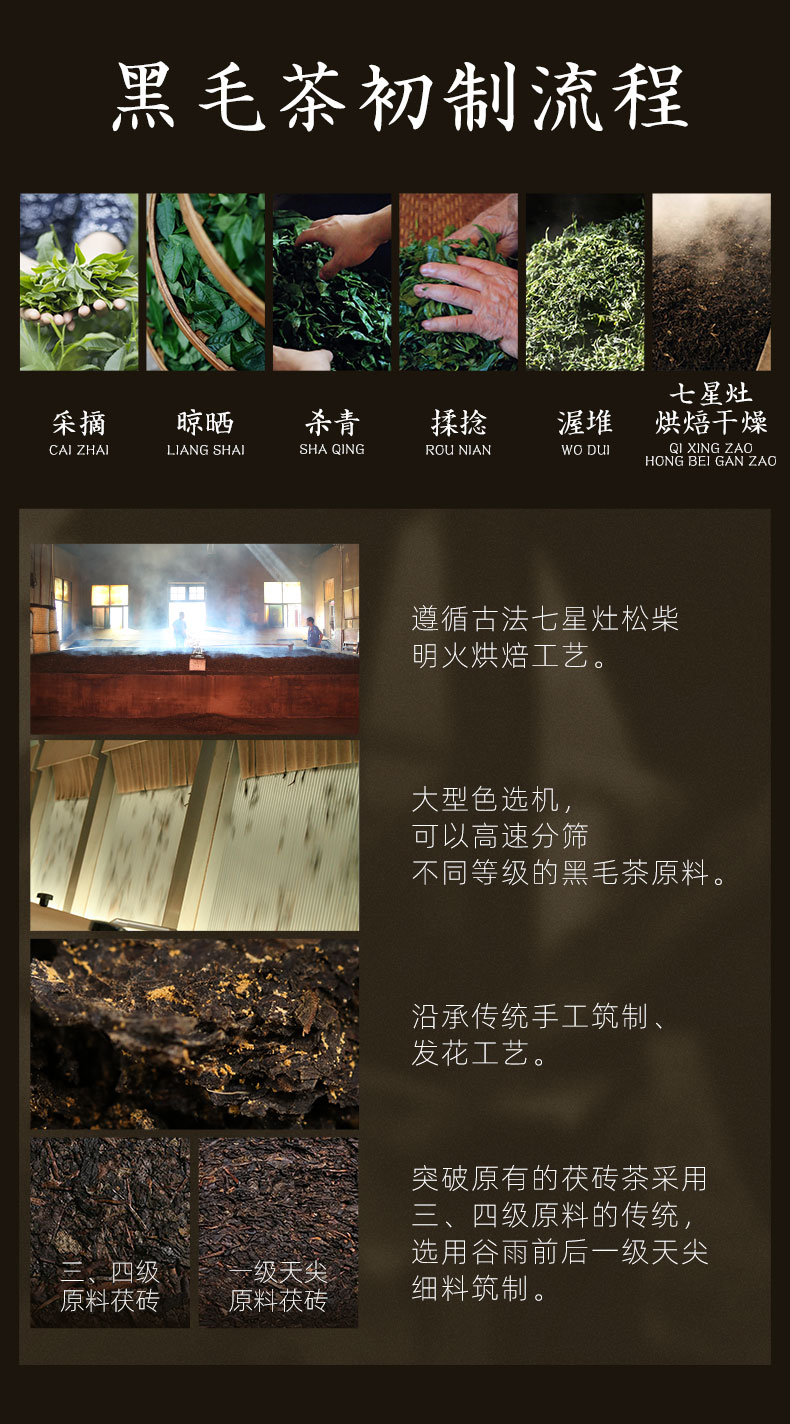 黑毛茶初制流程
采摘
CAI ZHAI
晾晒
LIANG SHAI
杀青
SHA QING
揉捻
ROU NIAN
渥堆
WO DUI
七星灶
烘焙干燥
QI XING ZAO
HONG BEI GAN ZAO
遵循古法七星灶松柴
明火烘焙工艺。
大型色选机，
可以高速分筛
不同等级的黑毛茶原料。
沿承传统手工筑制、
发花工艺。
三、四级
原料茯砖
一级天尖
原料茯砖
突破原有的茯砖茶采用
三、四级原料的传统，
选用谷雨前后一级天尖
细料筑制。